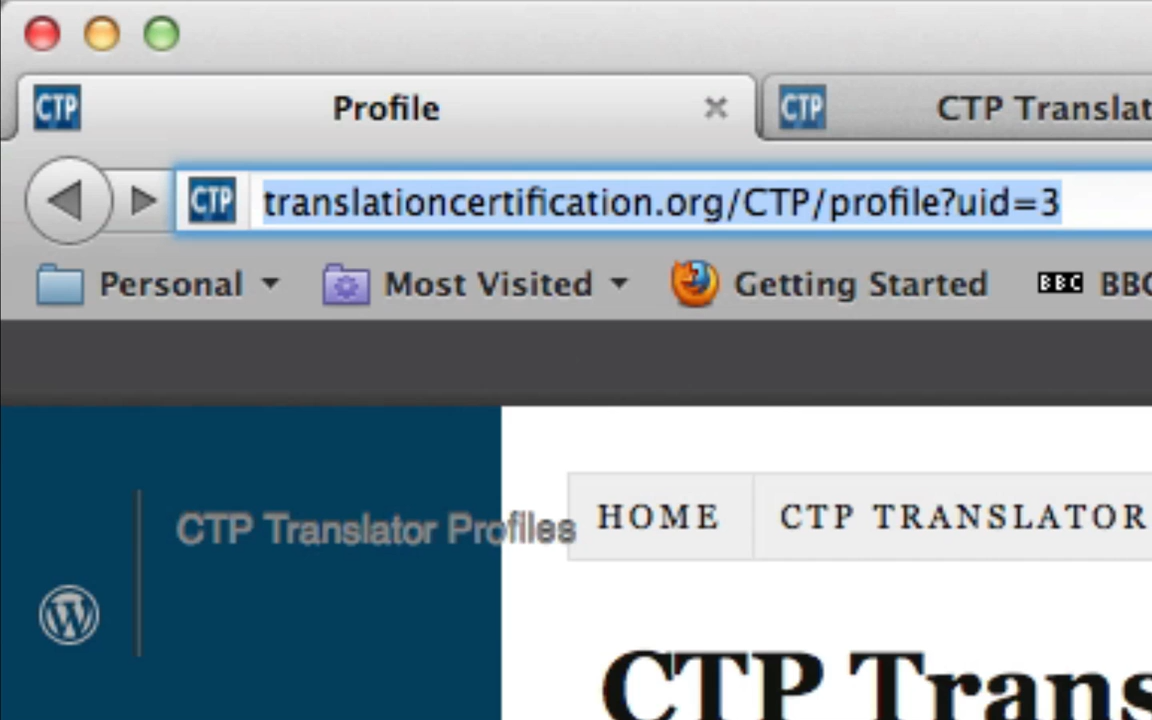 CTP Profile CTP CTP Translat
CTP translationcertification.org/CTP/profile?uid=3
Personal Most Visited Getting Started BBC BBC
CTP Translator Profiles HOME CTP TRANSLATOR
CTP Trans